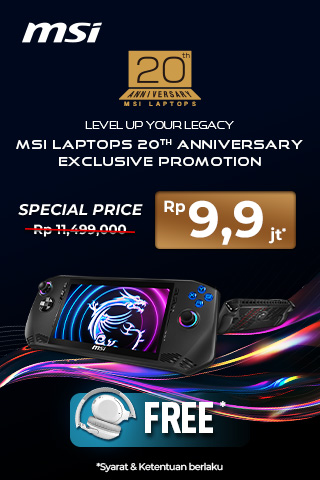 msi
20th
ANNIVERSARY
MSI LAPTOPS
LEVEL UP YOUR LEGACY
MSI LAPTOPS 20TH ANNIVERSARY
EXCLUSIVE PROMOTION
SPECIAL PRICE
Rp 11,499,000
Rp 9,9 jt*
msi
FREE*
*Syarat & Ketentuan berlaku